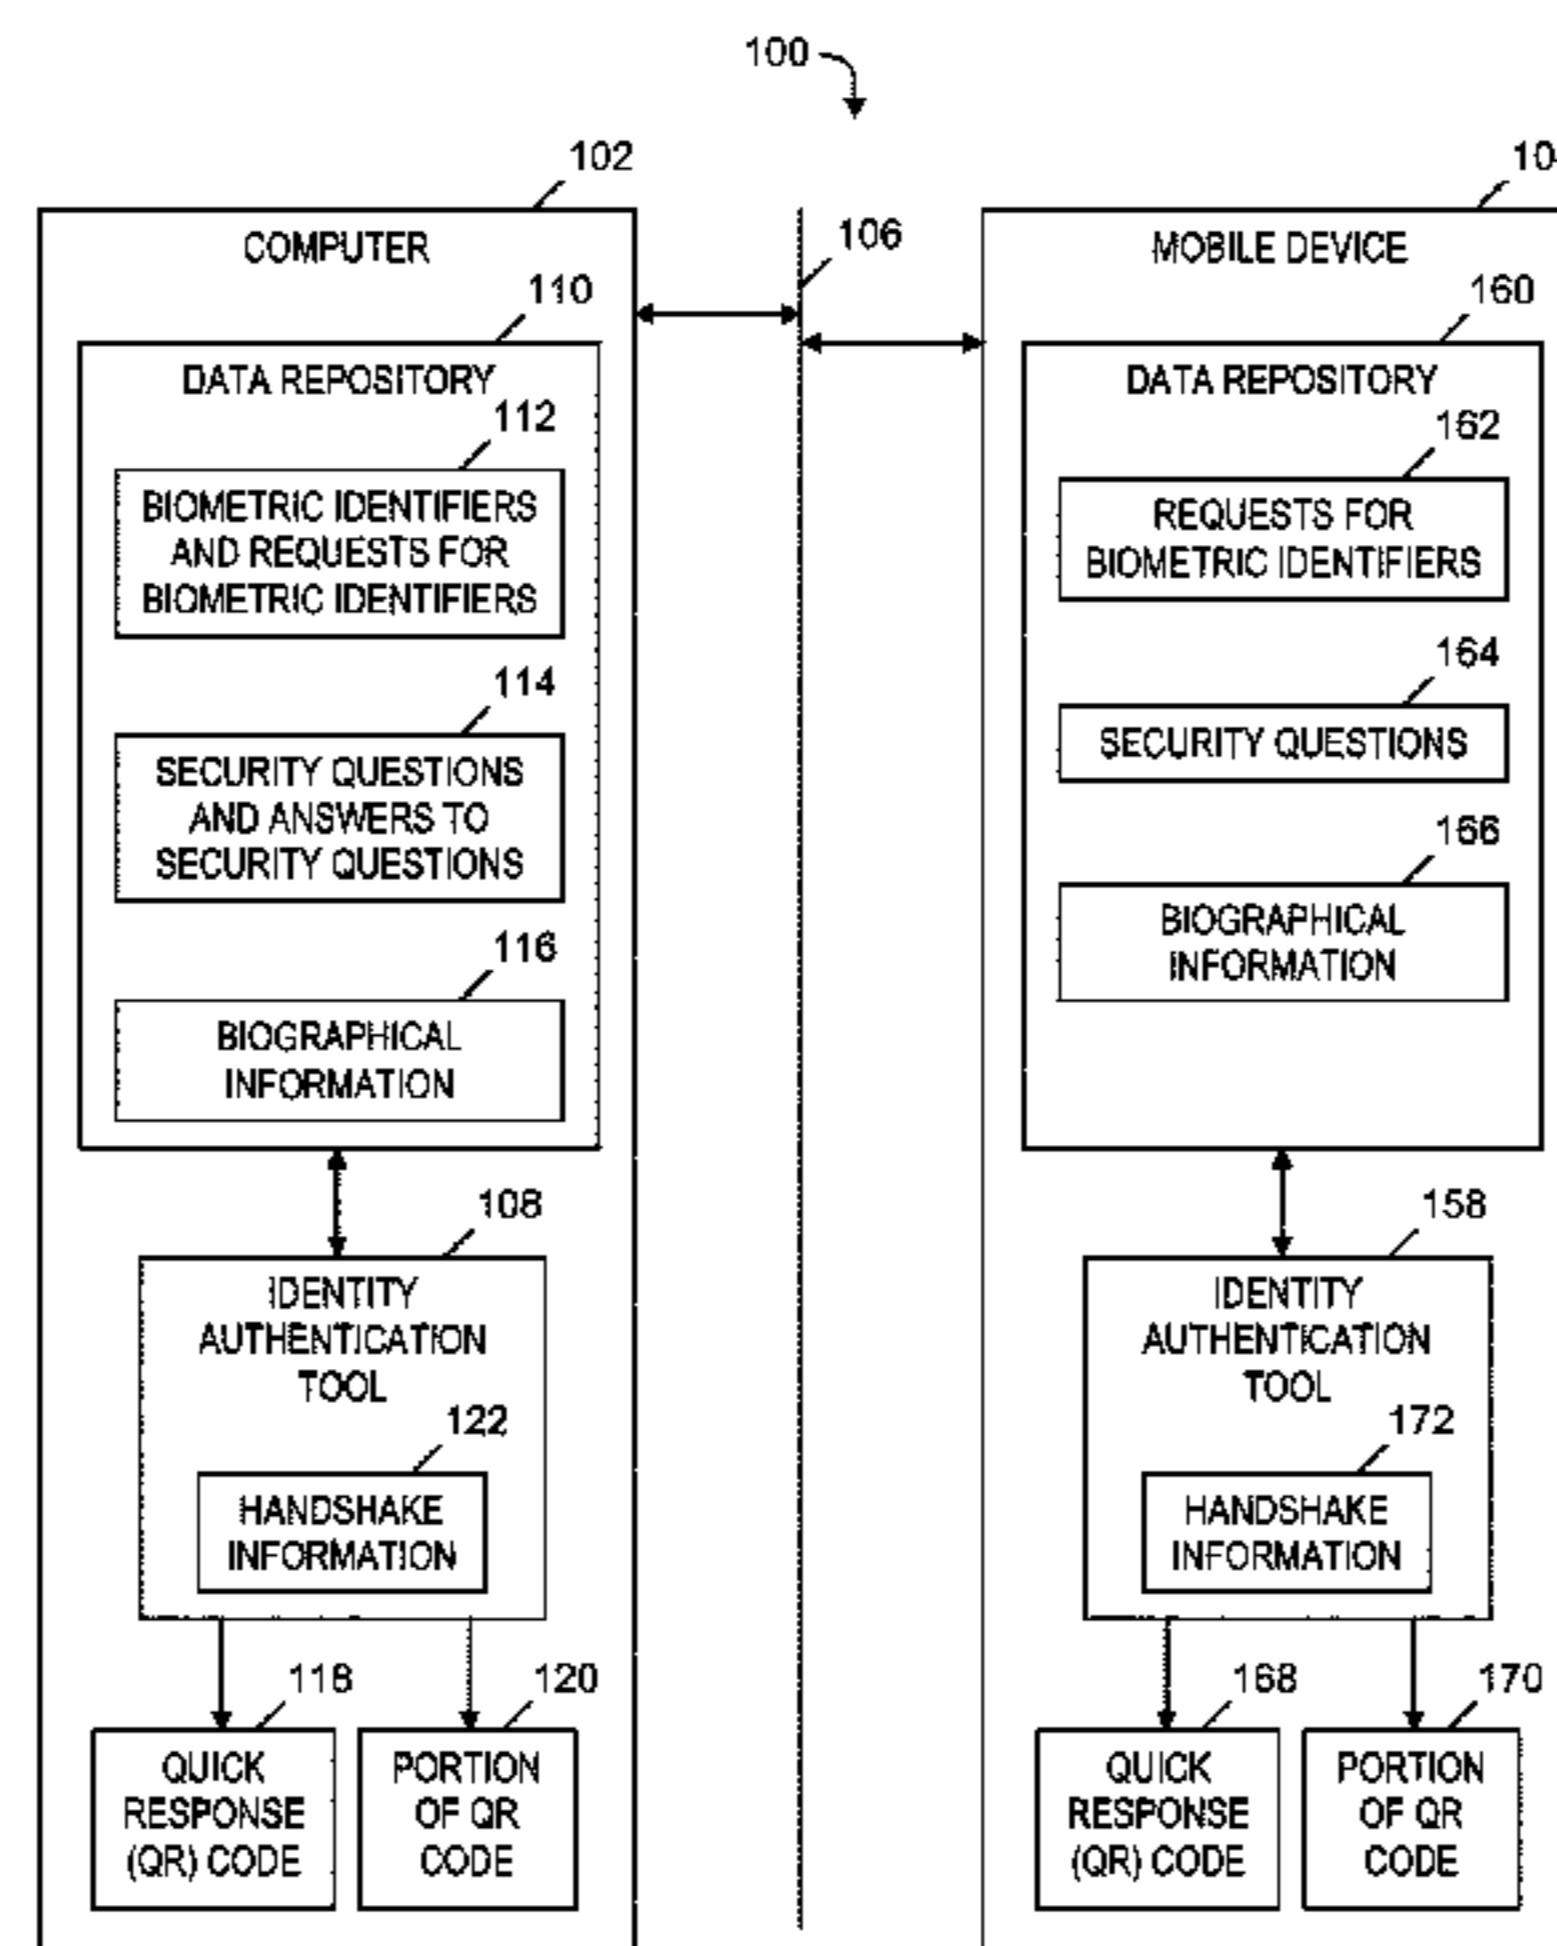 100
102
COMPUTER
110
DATA REPOSITORY
112
BIOMETRIC IDENTIFIERS
AND REQUESTS FOR
BIOMETRIC IDENTIFIERS
114
SECURITY QUESTIONS
AND ANSWERS TO
SECURITY QUESTIONS
116
BIOGRAPHICAL
INFORMATION
108
IDENTITY
AUTHENTICATION
TOOL
122
HANDSHAKE
INFORMATION
118
QUICK
RESPONSE
(QR) CODE
120
PORTION
OF QR
CODE
106
MOBILE DEVICE
160
DATA REPOSITORY
162
REQUESTS FOR
BIOMETRIC IDENTIFIERS
164
SECURITY QUESTIONS
166
BIOGRAPHICAL
INFORMATION
158
IDENTITY
AUTHENTICATION
TOOL
172
HANDSHAKE
INFORMATION
168
QUICK
RESPONSE
(QR) CODE
170
PORTION
OF QR
CODE